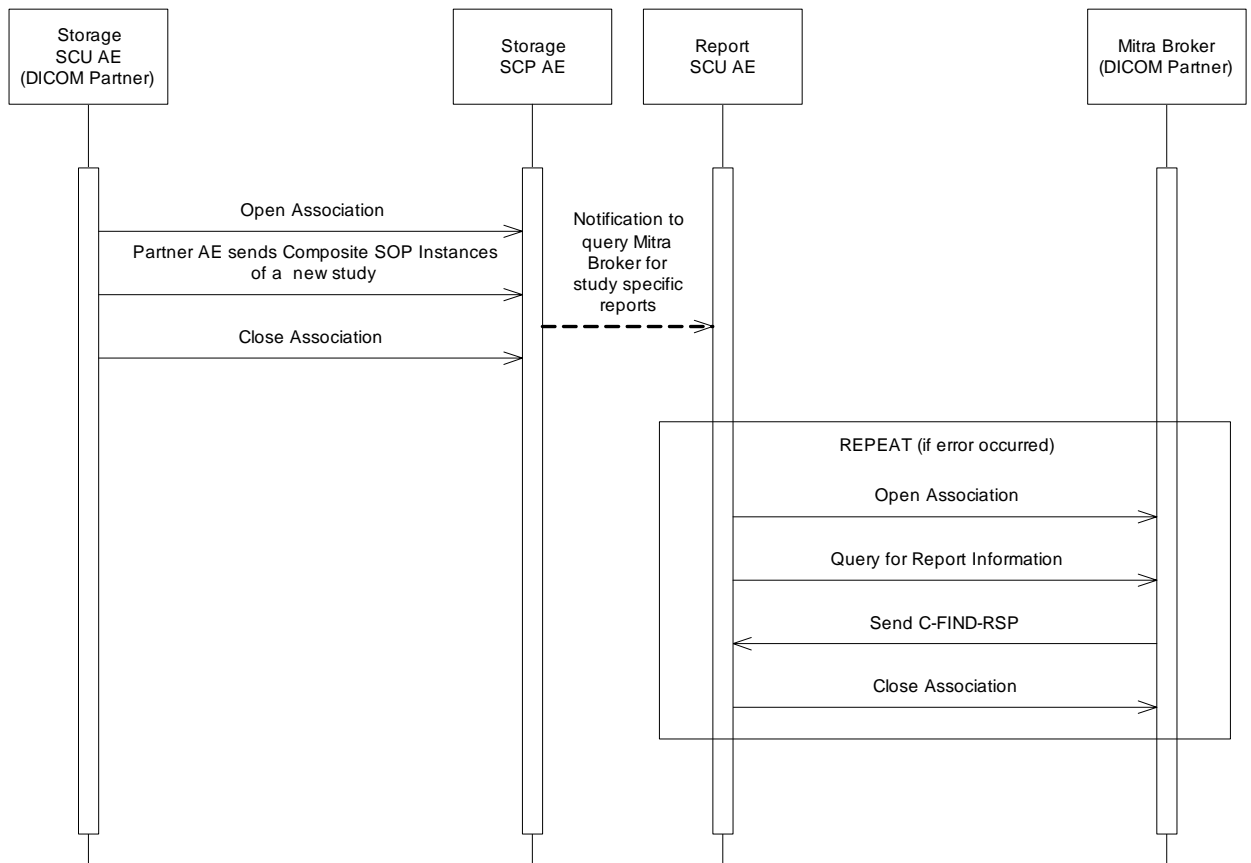 Storage
SCU AE
(DICOM Partner)
Storage
SCP AE
Report
SCU AE
Mitra Broker
(DICOM Partner)
Open Association
Partner AE sends Composite SOP Instances
of a new study
Close Association
Notification to
query Mitra
Broker for
study specific
reports
REPEAT (if error occurred)
Open Association
Query for Report Information
Send C-FIND-RSP
Close Association